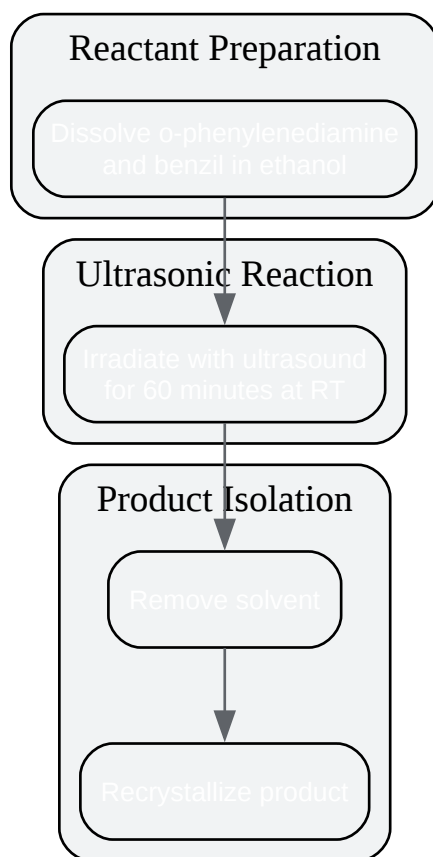 Reactant Preparation
Dissolve o-phenylenediamine
and benzil in ethanol
Ultrasonic Reaction
Irradiate with ultrasound
for 60 minutes at RT
Product Isolation
Remove solvent
Recrystallize product